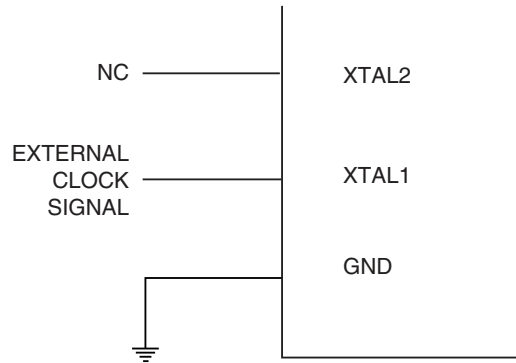 NC
XTAL2
EXTERNAL
CLOCK
SIGNAL
XTAL1
GND